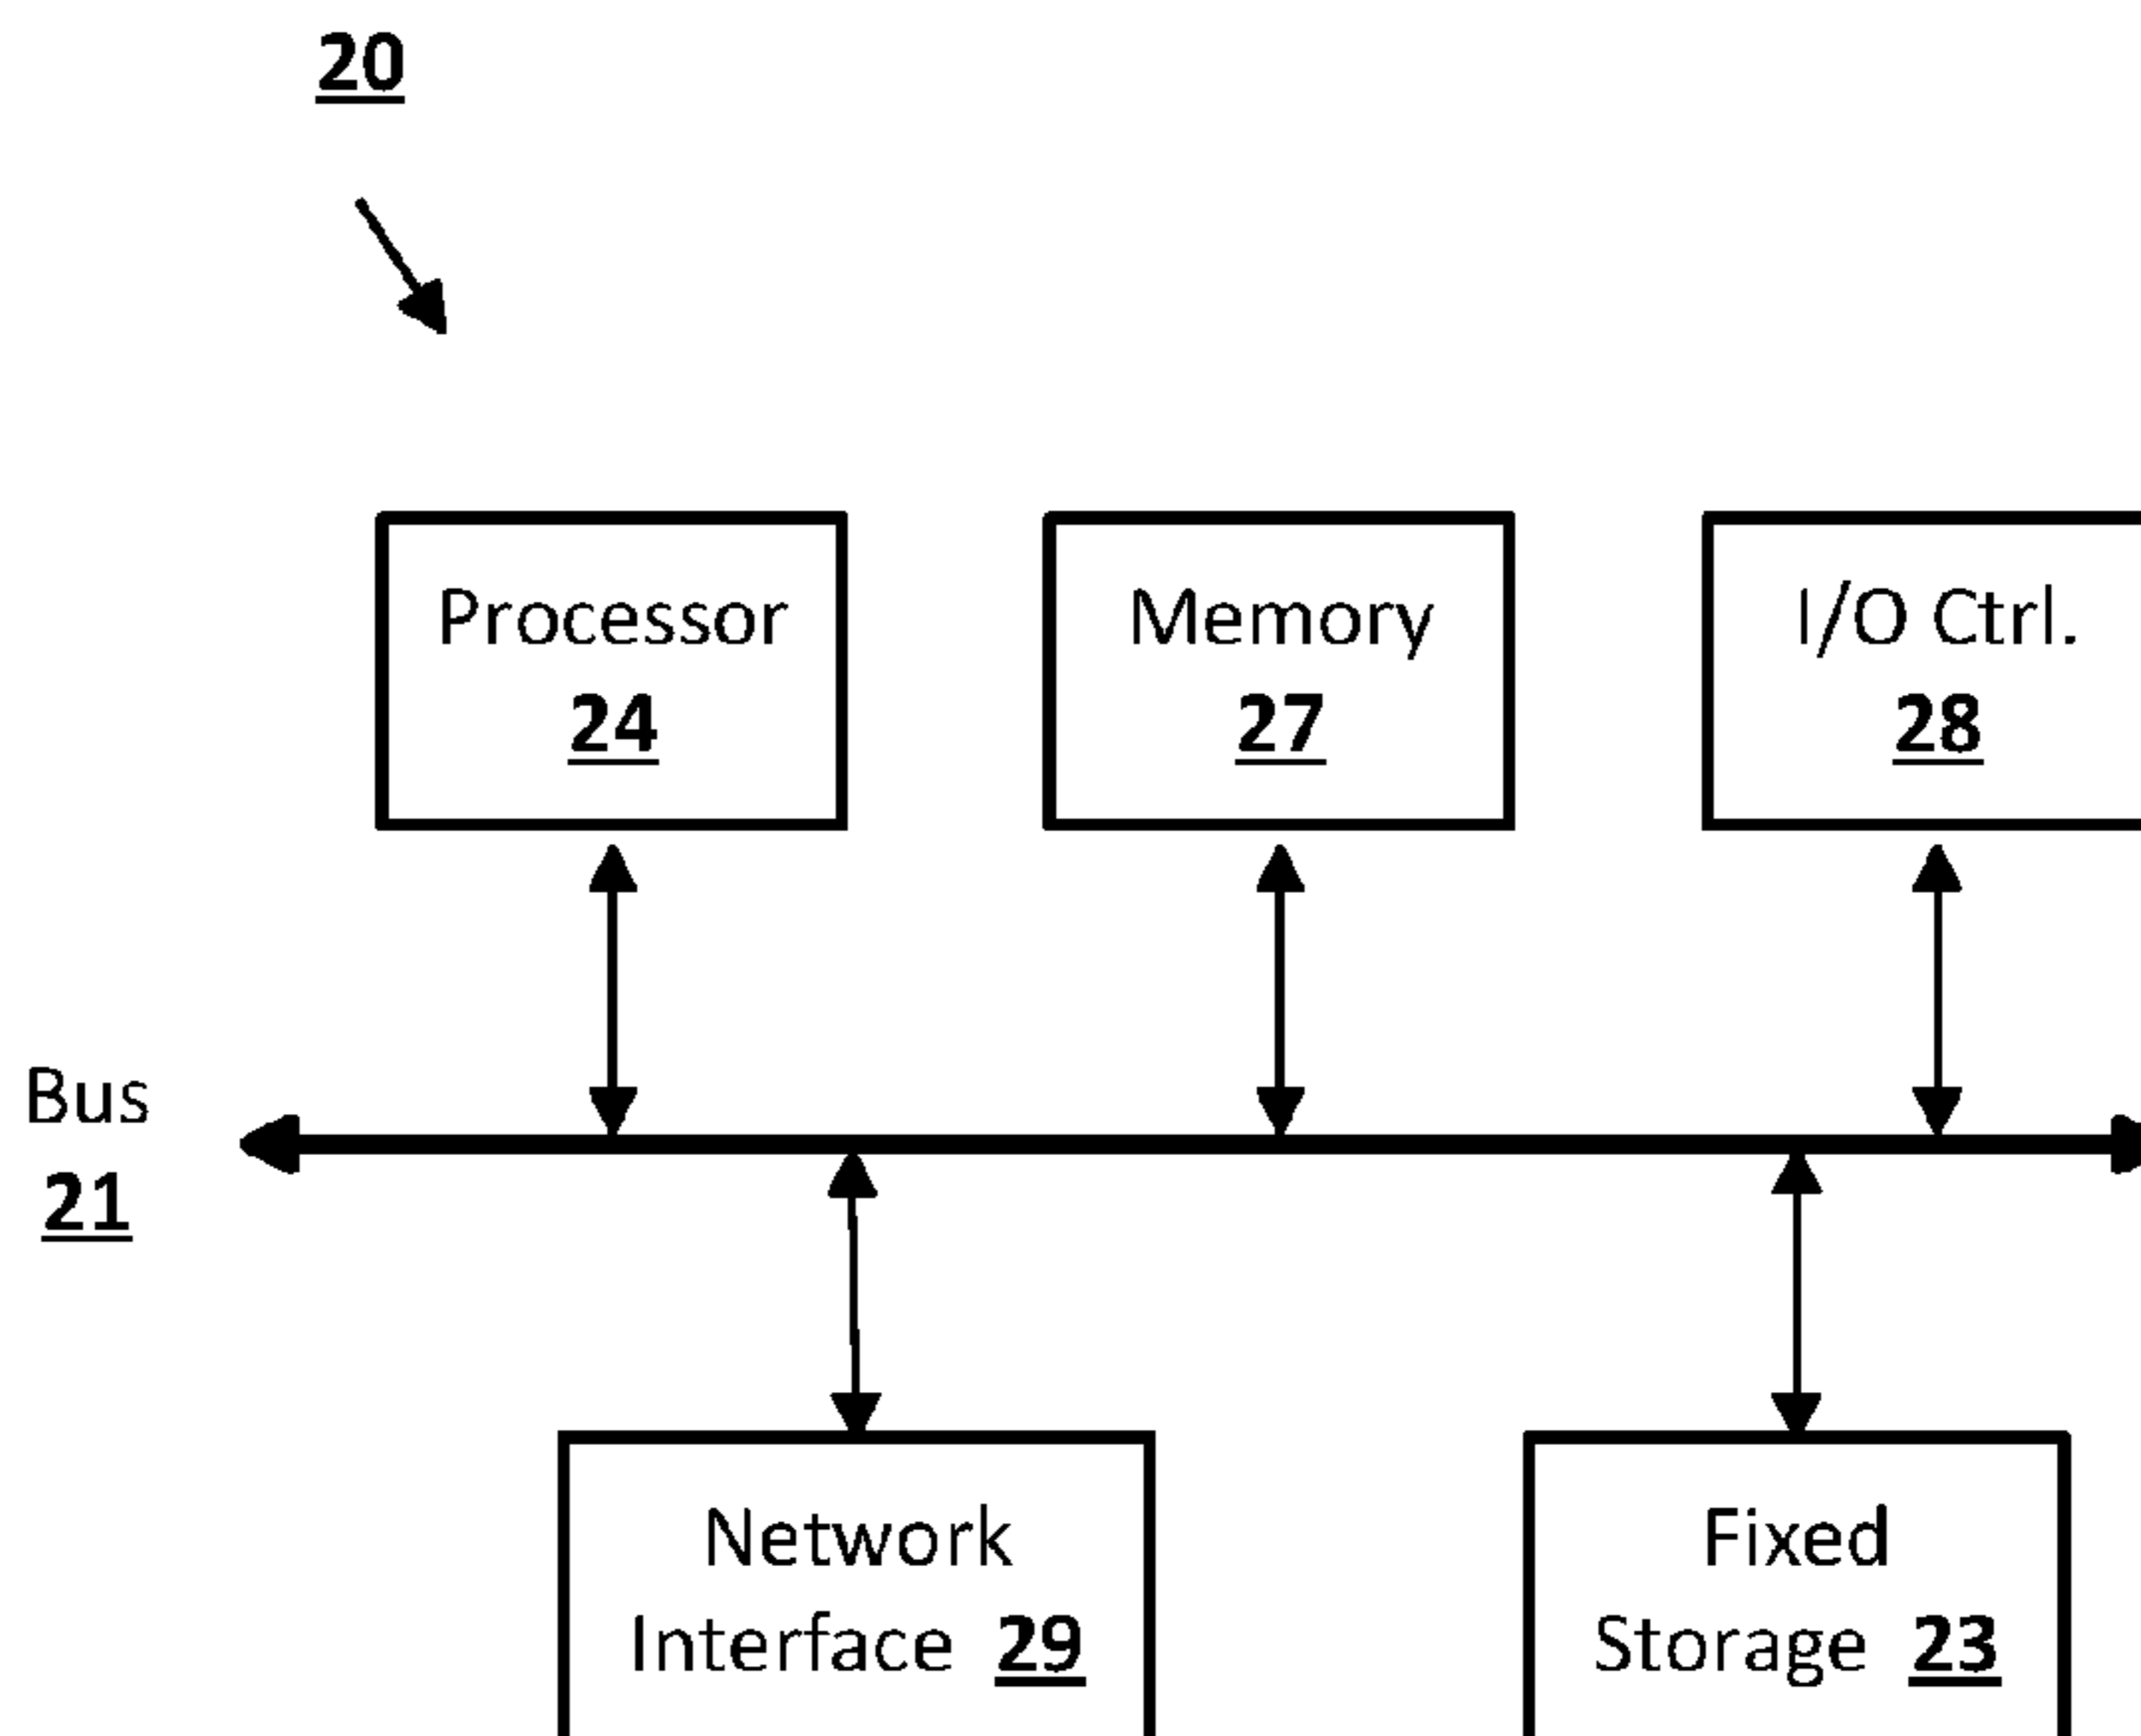 20
Processor
24
Memory
27
I/O Ctrl.
28
Bus
21
Network
Interface 29
Fixed
Storage 23